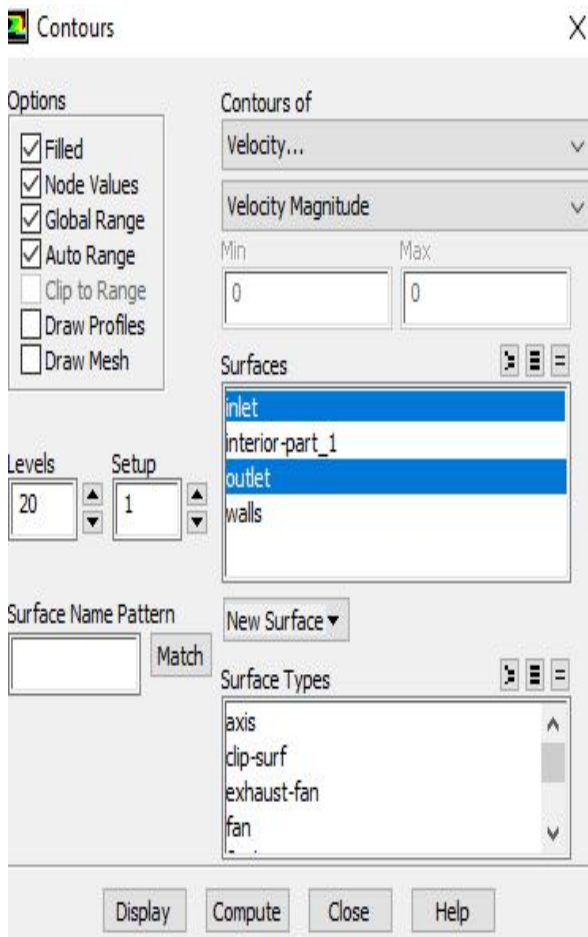 Contours
Options
Filled
Node Values
Global Range
Auto Range
Clip to Range
Draw Profiles
Draw Mesh
Contours of
Velocity...
Velocity Magnitude
Min Max
0 0
Surfaces
inlet
interior-part_1
outlet
walls
Levels Setup
20 1
Surface Name Pattern
Match
New Surface
Surface Types
axis
clip-surf
exhaust-fan
fan
Display Compute Close Help